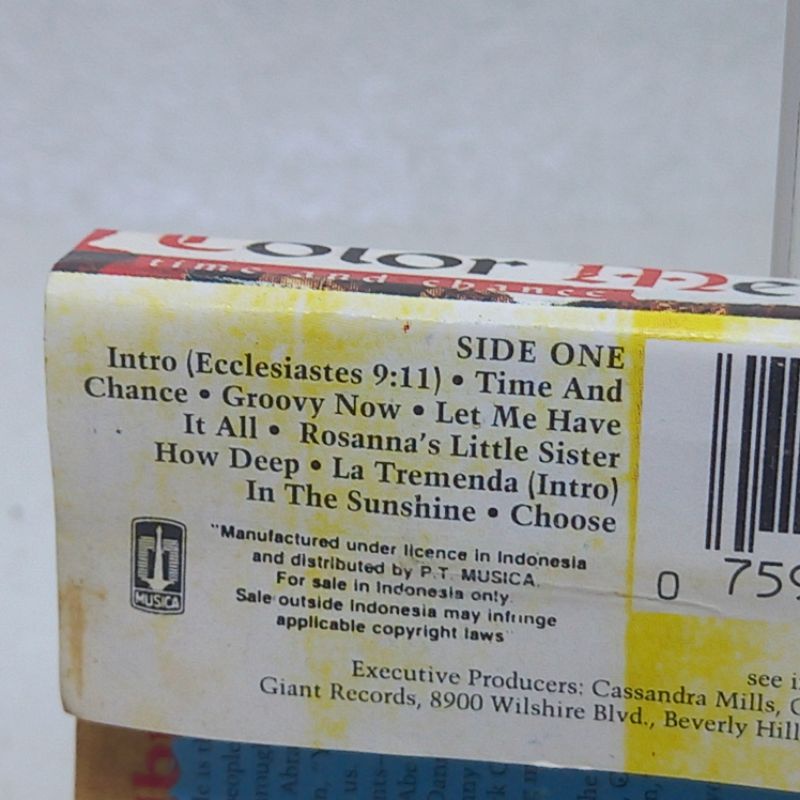 Color Me
time and chance
SIDE ONE
Intro (Ecclesiastes 9:11) • Time And
Chance • Groovy Now • Let Me Have
It All • Rosanna's Little Sister
How Deep • La Tremenda (Intro)
In The Sunshine • Choose
"Manufactured under licence in Indonesia
and distributed by P.T. MUSICA.
For sale in Indonesia only.
Sale outside Indonesia may infringe
applicable copyright laws"
MUSICA
0 759
see i
Executive Producers: Cassandra Mills, C
Giant Records, 8900 Wilshire Blvd., Beverly Hill